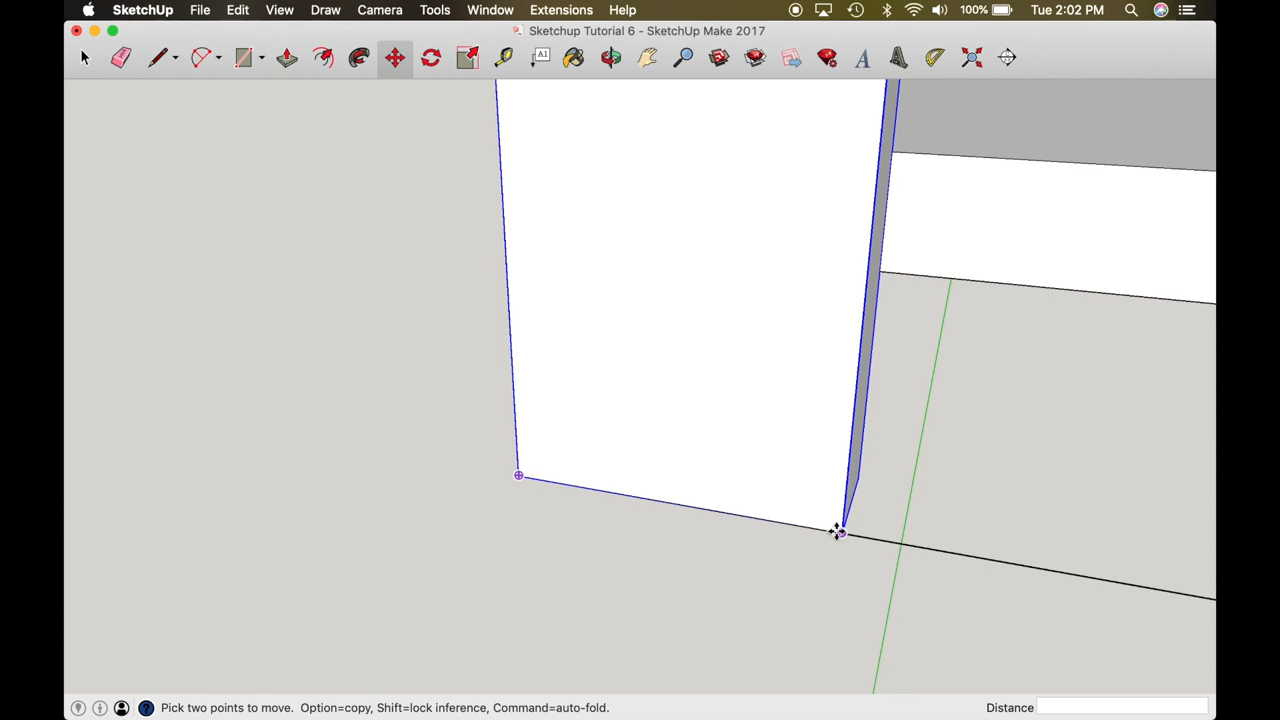 SketchUp File Edit View Draw Camera Tools Window Extensions Help 100% Tue 2:02 PM
Sketchup Tutorial 6 - SketchUp Make 2017
A1
A
Pick two points to move. Option=copy, Shift=lock inference, Command=auto-fold. Distance